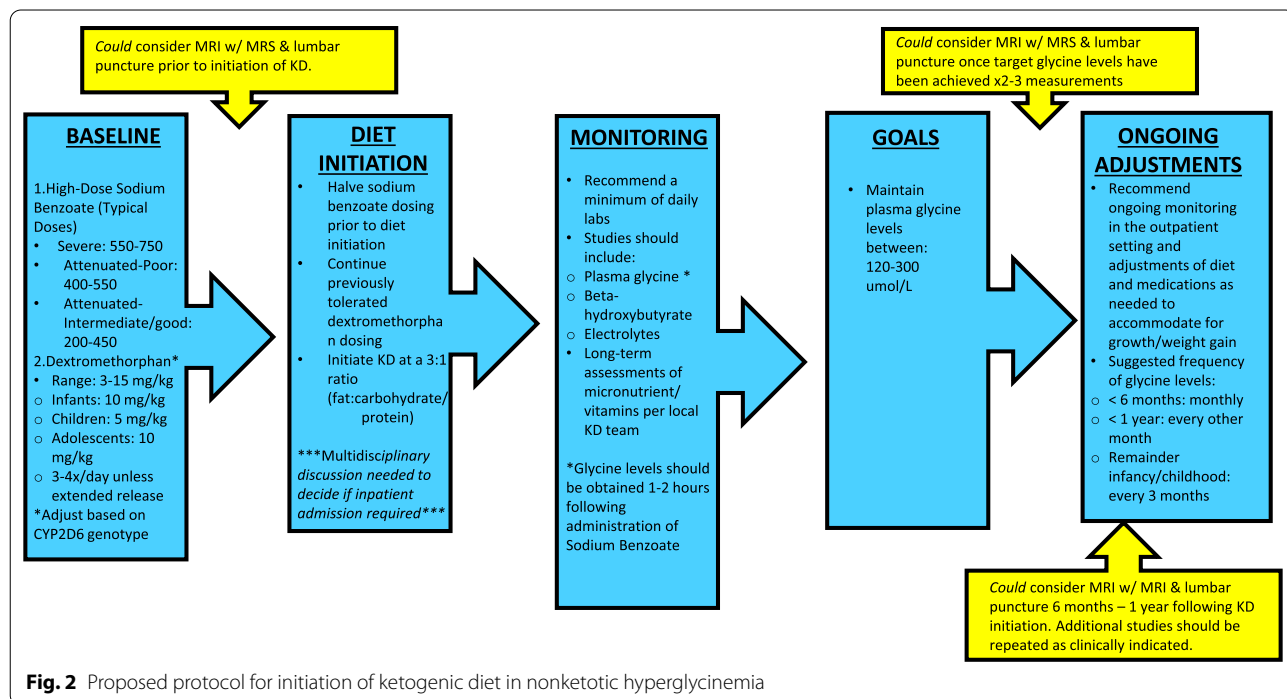 Could consider MRI w/ MRS & lumbar
puncture prior to initiation of KD.
Could consider MRI w/ MRS & lumbar
puncture once target glycine levels have
been achieved x2-3 measurements
BASELINE
1.High-Dose Sodium
Benzoate (Typical
Doses)
• Severe: 550-750
• Attenuated-Poor:
400-550
• Attenuated-
Intermediate/good:
200-450
2.Dextromethorphan*
• Range: 3-15 mg/kg
o Infants: 10 mg/kg
o Children: 5 mg/kg
o Adolescents: 10
mg/kg
o 3-4x/day unless
extended release
*Adjust based on
CYP2D6 genotype
DIET
INITIATION
• Halve sodium
benzoate dosing
prior to diet
initiation
• Continue
previously
tolerated
dextromethorpha
n dosing
• Initiate KD at a 3:1
ratio
(fat:carbohydrate/
protein)
***Multidisciplinary
discussion needed to
decide if inpatient
admission required***
MONITORING
• Recommend a
minimum of daily
labs
• Studies should
include:
o Plasma glycine *
o Beta-
hydroxybutyrate
o Electrolytes
• Long-term
assessments of
micronutrient/
vitamins per local
KD team
*Glycine levels should
be obtained 1-2 hours
following
administration of
Sodium Benzoate
GOALS
• Maintain
plasma glycine
levels
between:
120-300
umol/L
ONGOING
ADJUSTMENTS
• Recommend
ongoing monitoring
in the outpatient
setting and
adjustments of diet
and medications as
needed to
accommodate for
growth/weight gain
• Suggested frequency
of glycine levels:
o < 6 months: monthly
o < 1 year: every other
month
o Remainder
infancy/childhood:
every 3 months
Could consider MRI w/ MRI & lumbar
puncture 6 months – 1 year following KD
initiation. Additional studies should be
repeated as clinically indicated.
Fig. 2 Proposed protocol for initiation of ketogenic diet in nonketotic hyperglycinemia